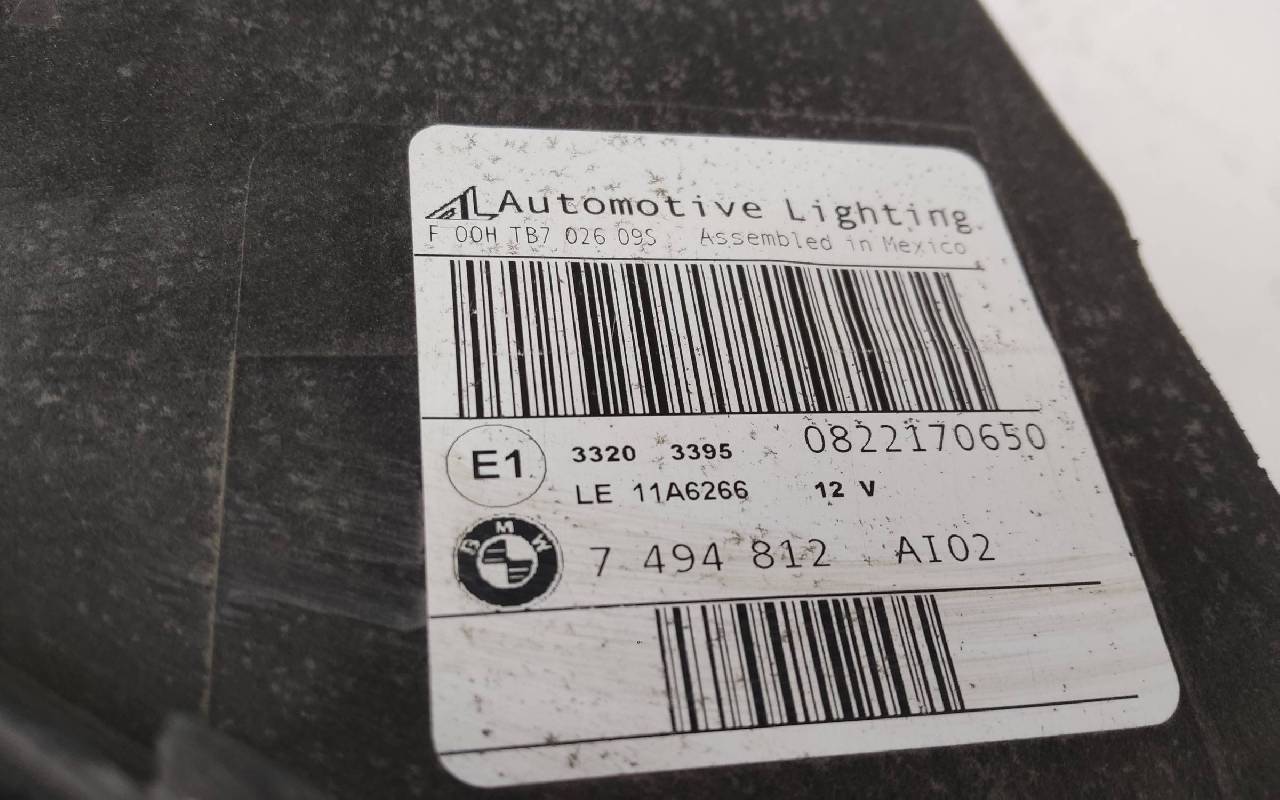 AL Automotive Lighting
F 00H TB7 026 09S Assembled in Mexico
E1 3320 3395 0822170650
LE 11A6266 12 V
BMW 7 494 812 AI02